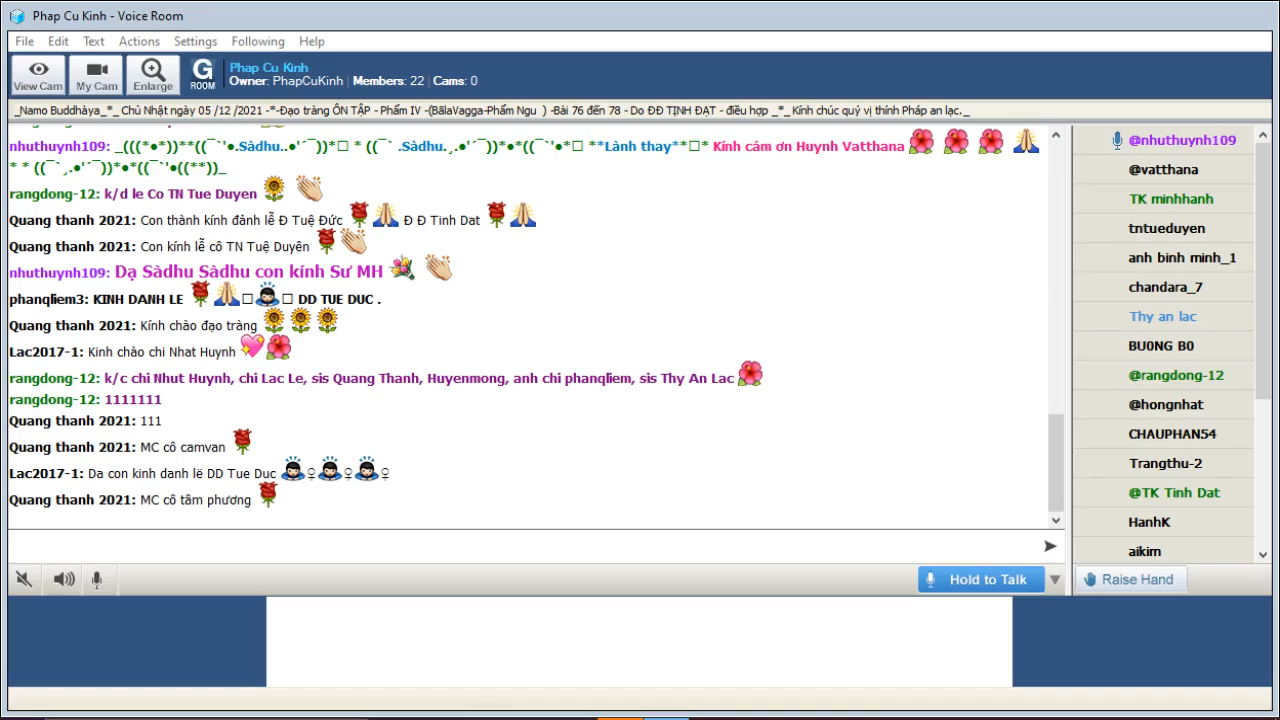 Phap Cu Kinh - Voice Room
File Edit Text Actions Settings Following Help
View Cam My Cam Enlarge G ROOM
Phap Cu Kinh
Owner: PhapCuKinh | Members: 22 | Cams: 0
_Namo Buddhàya_*_ Chủ Nhật ngày 05 /12 /2021 -*-Đạo tràng ÔN TẬP - Phẩm IV -(BālaVagga-Phẩm Ngu ) -Bài 76 đến 78 - Do ĐĐ TỊNH ĐẠT - điều hợp _*_ Kính chúc quý vị thính Pháp an lạc._
nhuthuynh109: _(((*●*))**((¯`'●.Sàdhu..●'´¯))*□ * ((¯` .Sàdhu.¸.●'´¯))*●*((¯`'●*□ **Lành thay**□* Kính cám ơn Huynh Vatthana 🌺 🌺 🌺 🙏
* * ((¯`¸.●'´¯))*●*((¯`'●((**))_
rangdong-12: k/d le Co TN Tue Duyen 🌻 👏
Quang thanh 2021: Con thành kính đảnh lễ Đ Tuệ Đức 🌹🙏 Đ Đ Tinh Dat 🌹🙏
Quang thanh 2021: Con kính lễ cô TN Tuệ Duyên 🌹👏
nhuthuynh109: Dạ Sàdhu Sàdhu con kính Sư MH 💐 👏
phanqliem3: KINH DANH LE 🌹🙏□🙇□ DD TUE DUC .
Quang thanh 2021: Kính chào đạo tràng 🌻🌻🌻
Lac2017-1: Kinh chào chi Nhat Huynh 💖🌺
rangdong-12: k/c chi Nhut Huynh, chi Lac Le, sis Quang Thanh, Huyenmong, anh chi phanqliem, sis Thy An Lac 🌺
rangdong-12: 1111111
Quang thanh 2021: 111
Quang thanh 2021: MC cô camvan 🌹
Lac2017-1: Da con kinh danh lë DD Tue Duc 🙇♀🙇♀🙇♀
Quang thanh 2021: MC cô tâm phương 🌹
@nhuthuynh109
@vatthana
TK minhhanh
tntueduyen
anh binh minh_1
chandara_7
Thy an lac
BU0NG B0
@rangdong-12
@hongnhat
CHAUPHAN54
Trangthu-2
@TK Tinh Dat
HanhK
aikim
Hold to Talk
Raise Hand